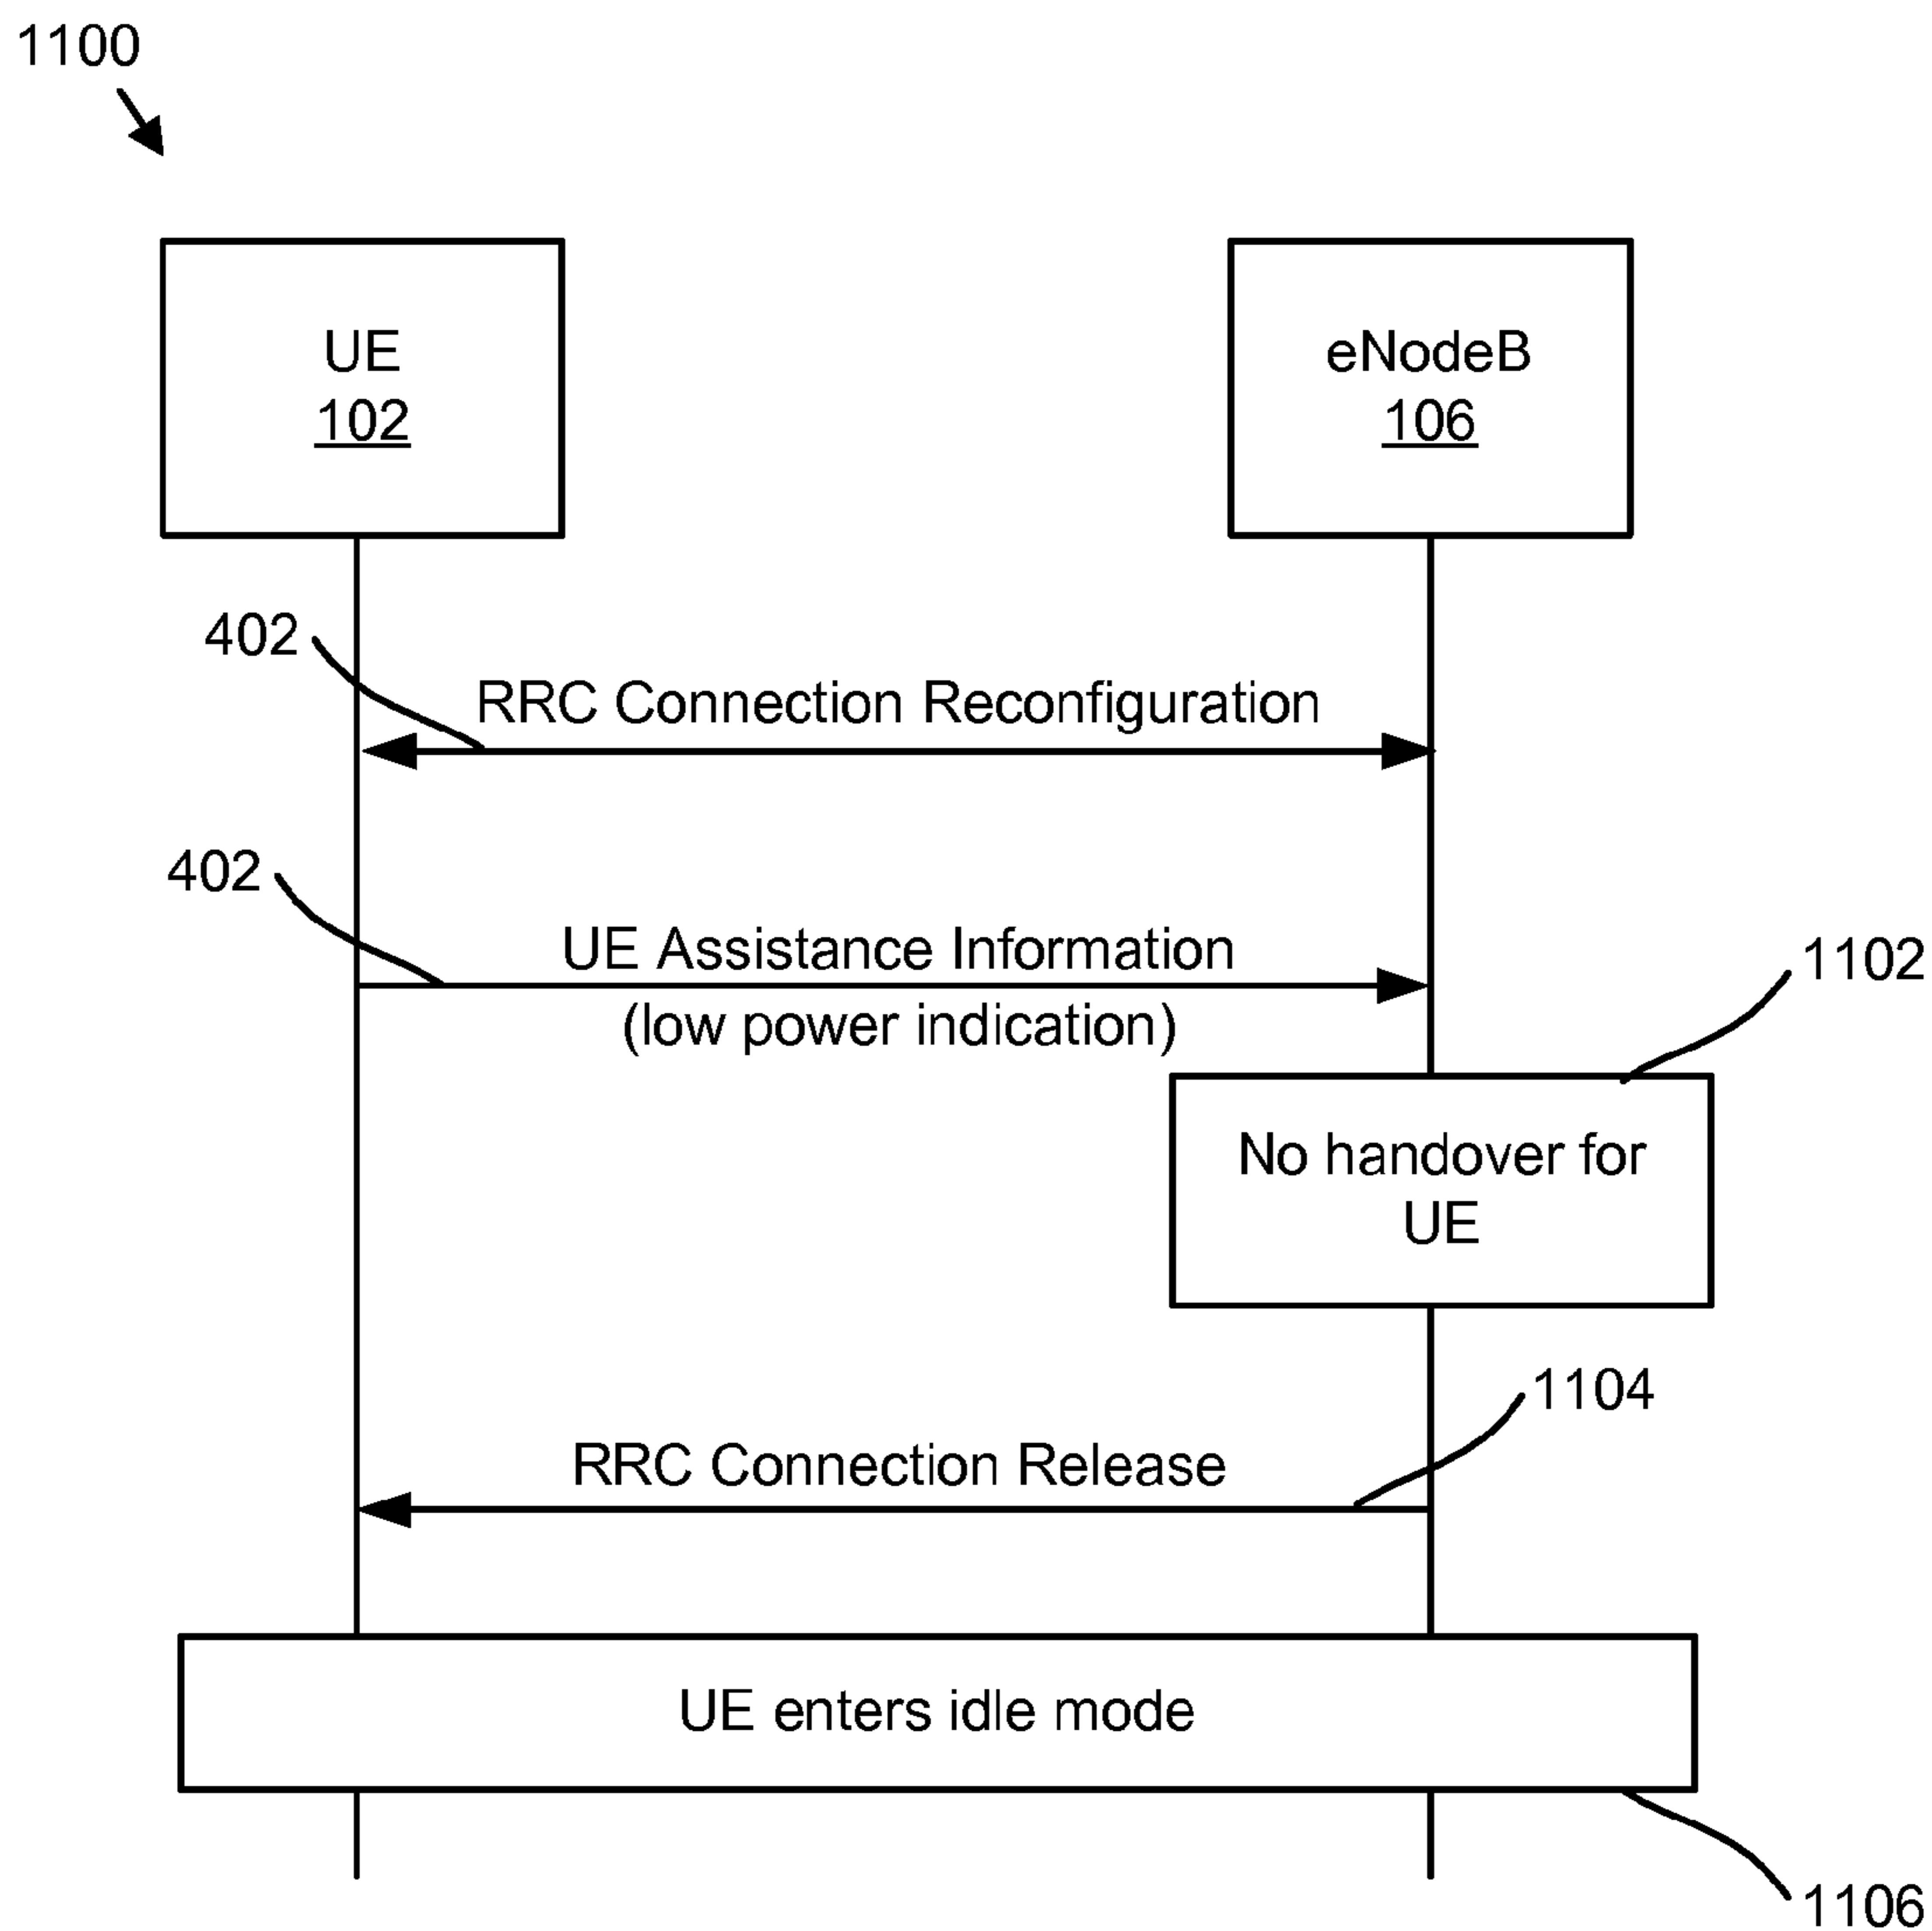 1100
UE
102
eNodeB
106
402
RRC Connection Reconfiguration
402
UE Assistance Information
(low power indication)
1102
No handover for
UE
1104
RRC Connection Release
UE enters idle mode
1106